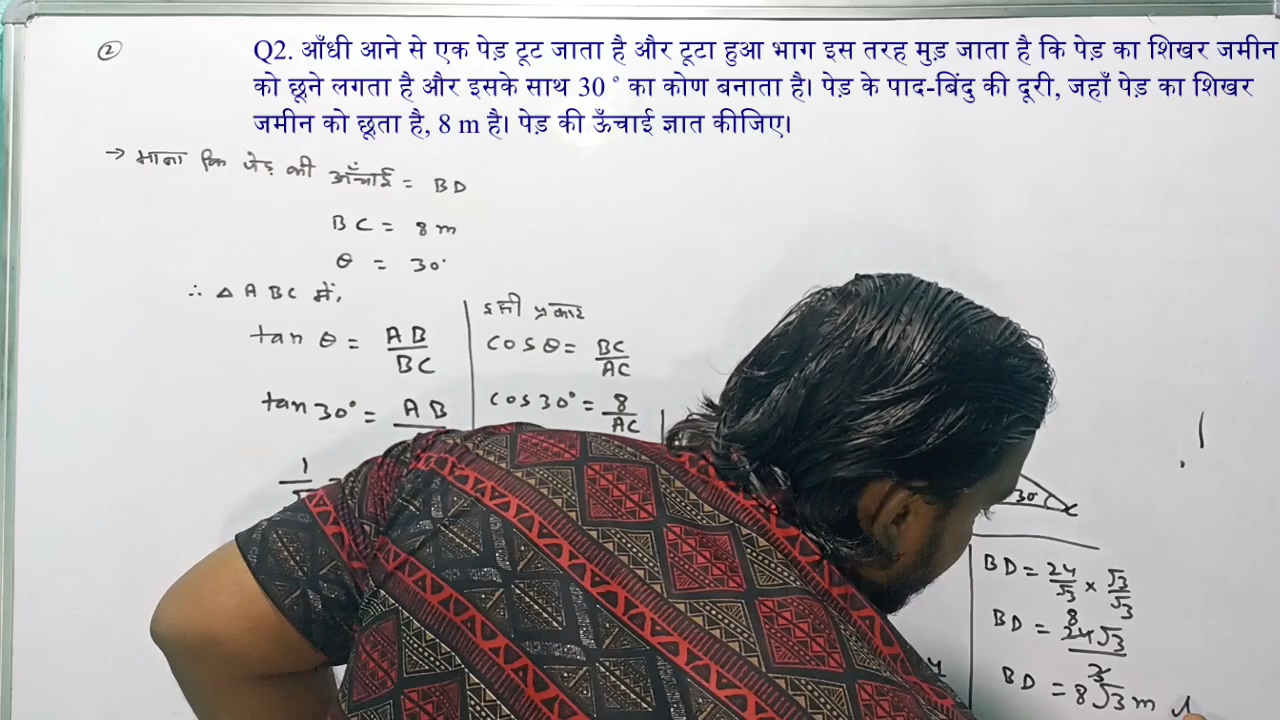 ②
Q2. आँधी आने से एक पेड़ टूट जाता है और टूटा हुआ भाग इस तरह मुड़ जाता है कि पेड़ का शिखर जमीन
को छूने लगता है और इसके साथ 30° का कोण बनाता है। पेड़ के पाद-बिंदु की दूरी, जहाँ पेड़ का शिखर
जमीन को छूता है, 8 m है। पेड़ की ऊँचाई ज्ञात कीजिए।
→ माना कि पेड़ की ऊँचाई = BD
BC = 8 m
θ = 30°
∴ △ ABC में,
tan θ = AB/BC
tan 30° = AB
1
इसी प्रकार
cos θ = BC/AC
cos 30° = 8/AC
30°
BD = 24/√3 × √3/√3
BD = 24√3/3 8
BD = 8√3 m